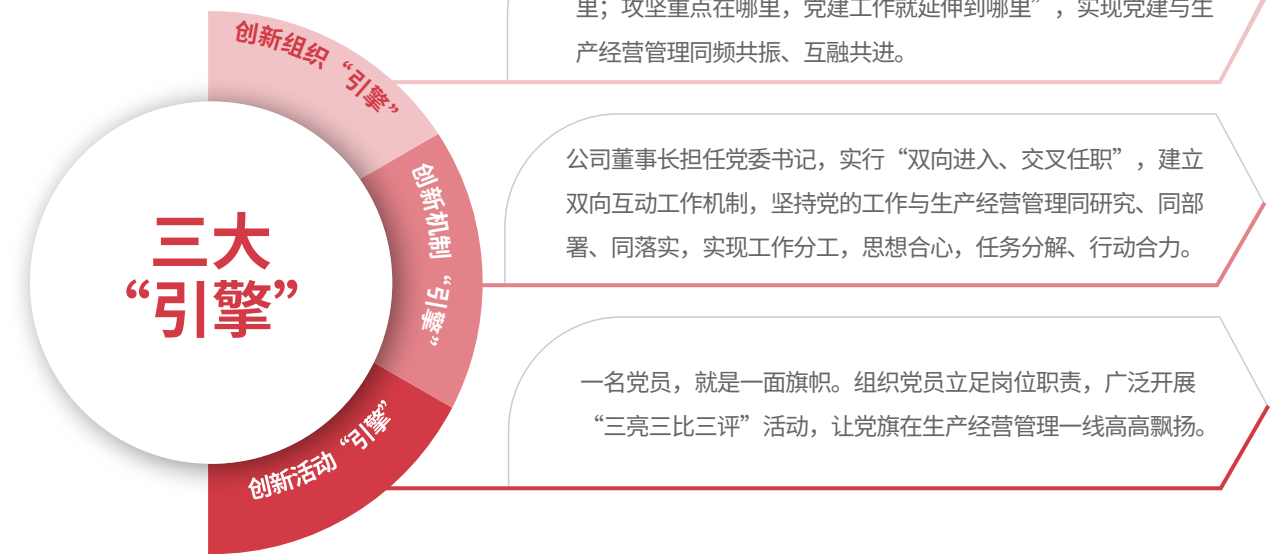 里；攻坚重点在哪里，党建工作就延伸到哪里”，实现党建与生
产经营管理同频共振、互融共进。
创新组织“引擎”
公司董事长担任党委书记，实行“双向进入、交叉任职”，建立
双向互动工作机制，坚持党的工作与生产经营管理同研究、同部
署、同落实，实现工作分工，思想合心，任务分解、行动合力。
创新机制“引擎”
三大
“引擎”
一名党员，就是一面旗帜。组织党员立足岗位职责，广泛开展
“三亮三比三评”活动，让党旗在生产经营管理一线高高飘扬。
创新活动“引擎”